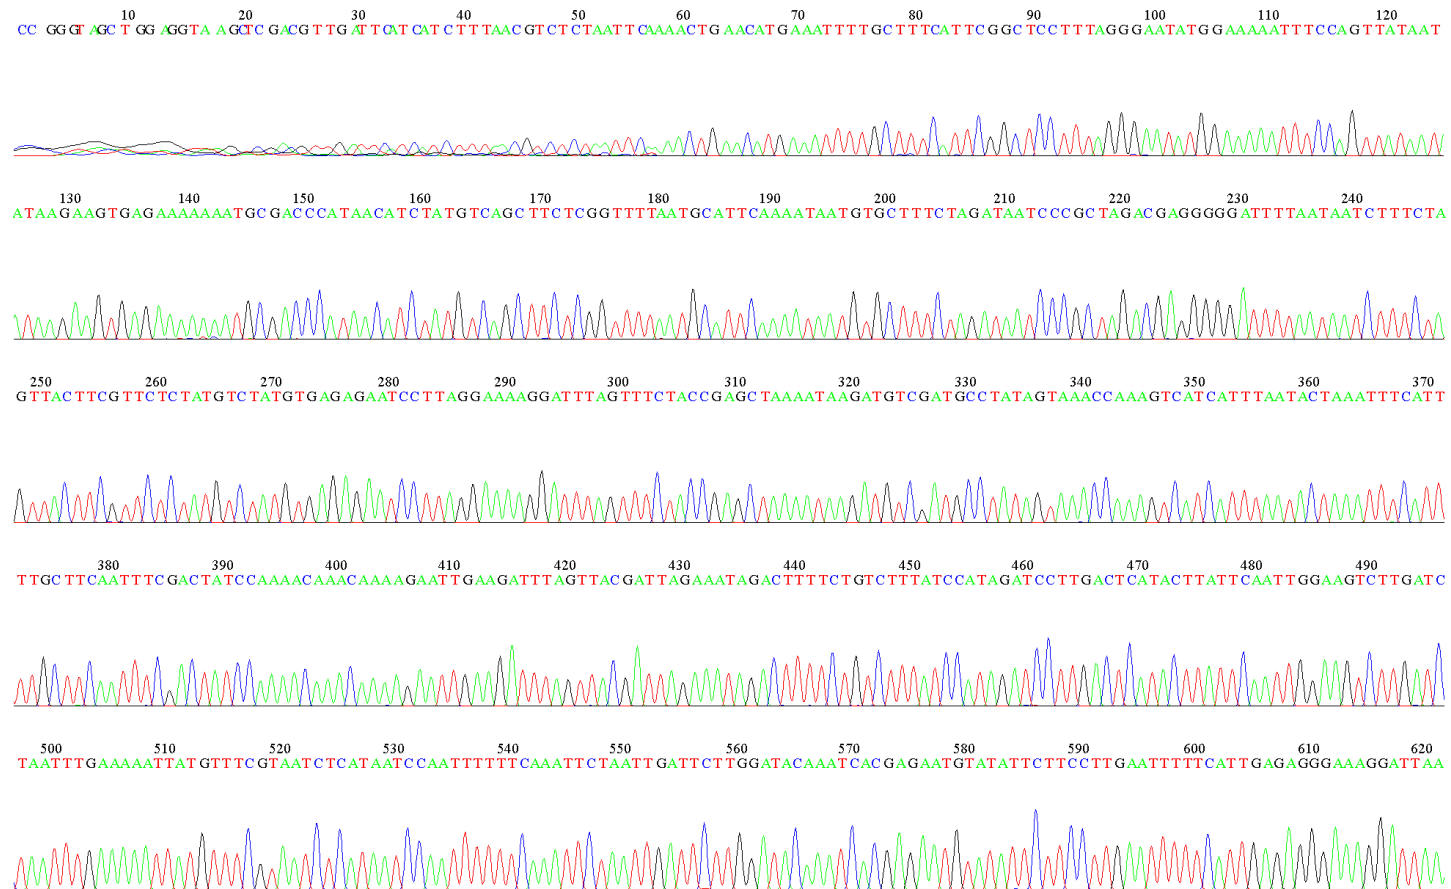 10 20 30 40 50 60 70 80 90 100 110 120
CC GGGTAGCTGGAGGTAAGCTCGACGTTGATTCATCATCTTTAACGTCTCTAATTCAAAACTGAACATGAAATTTTGCTTTCATTCGGCTCCTTTAGGGAATATGGAAAAATTTCCAGTTATAAT
130 140 150 160 170 180 190 200 210 220 230 240
ATAAGAAGTGAGAAAAAAATGCGACCCATAACATCTATGTCAGCTTCTCGGTTTTAATGCATTCAAAATAATGTGCTTTCTAGATAATCCCGCTAGACGAGGGGGATTTTAATAATCTTTCTA
250 260 270 280 290 300 310 320 330 340 350 360 370
GTTACTTCGTTCTCTATGTCTATGTGAGAGAATCCTTAGGAAAAGGATTTAGTTTCTACCGAGCTAAAATAAGATGTCGATGCCTATAGTAAACCAAAGTCATCATTTAATACTAAATTTCATT
380 390 400 410 420 430 440 450 460 470 480 490
TTGCTTCAATTTCGACTATCCAAAACAAACAAAAGAATTGAAGATTTAGTTACGATTAGAAATAGACTTTTCTGTCTTTATCCATAGATCCTTGACTCATACTTATTCAATTGGAAGTCTTGATC
500 510 520 530 540 550 560 570 580 590 600 610 620
TAATTTGAAAAATTATGTTTCGTAATCTCATAATCCAATTTTTTCAAATTCTAATTGATTCTTGGATACAAATCACGAGAATGTATATTCTTCCTTGAATTTTTCATTGAGAGGGAAAGGATTAA